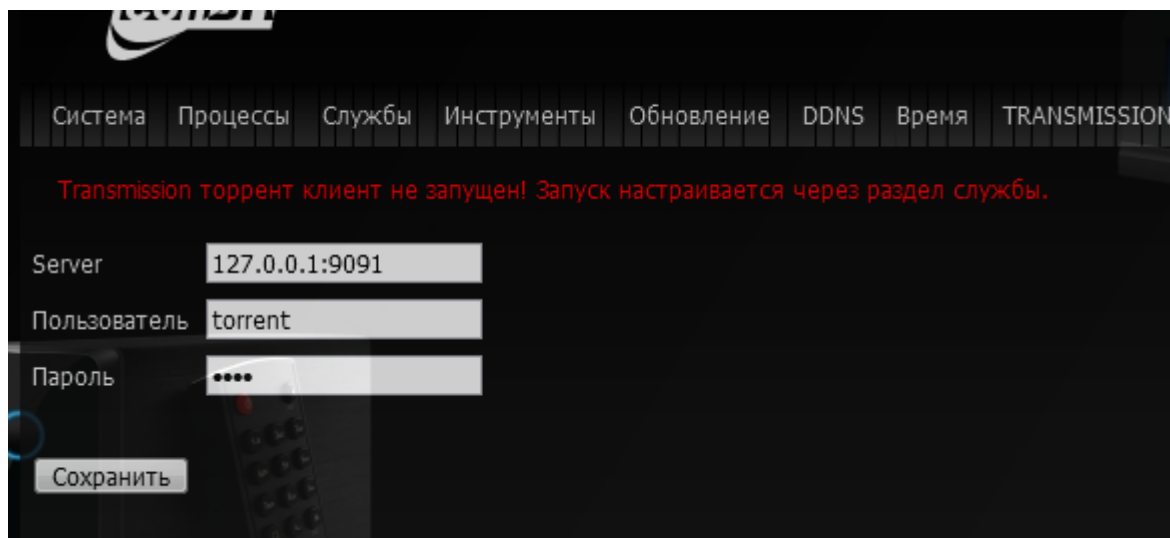 Система Процессы Службы Инструменты Обновление DDNS Время TRANSMISSION
Transmission торрент клиент не запущен! Запуск настраивается через раздел службы.
Server 127.0.0.1:9091
Пользователь torrent
Пароль ••••
Сохранить